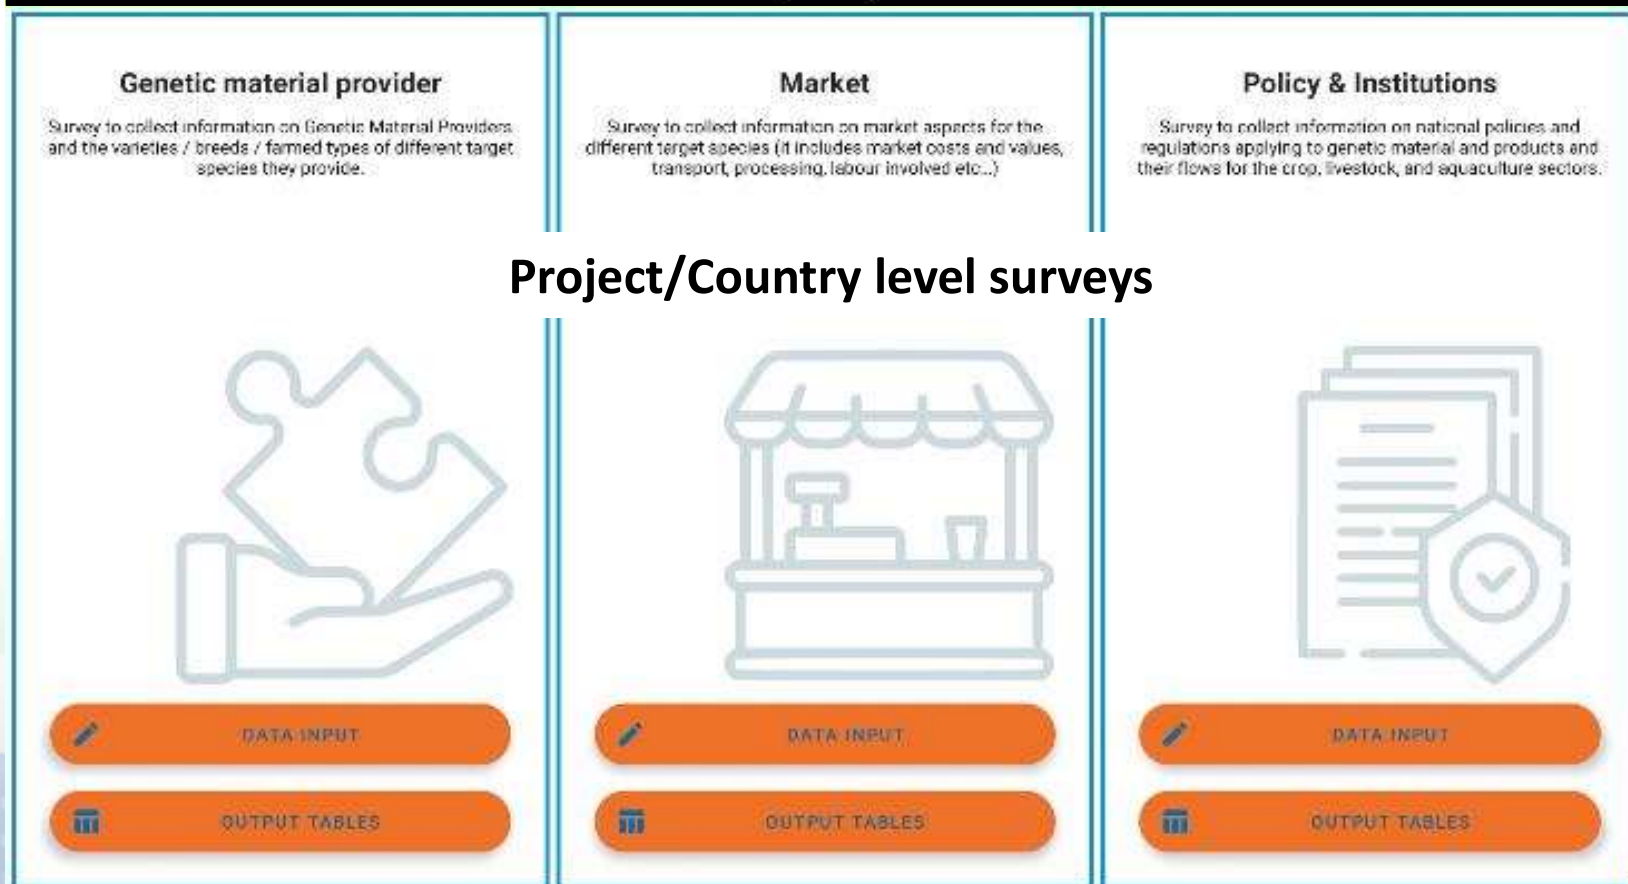 Genetic material provider
Survey to collect information on Genetic Material Providers
and the varieties / breeds / farmed types of different target
species they provide.
Market
Survey to collect information on market aspects for the
different target species (it includes market costs and values,
transport, processing, labour involved etc...)
Policy & Institutions
Survey to collect information on national policies and
regulations applying to genetic material and products and
their flows for the crop, livestock, and aquaculture sectors.
Project/Country level surveys
DATA INPUT
DATA INPUT
DATA INPUT
OUTPUT TABLES
OUTPUT TABLES
OUTPUT TABLES